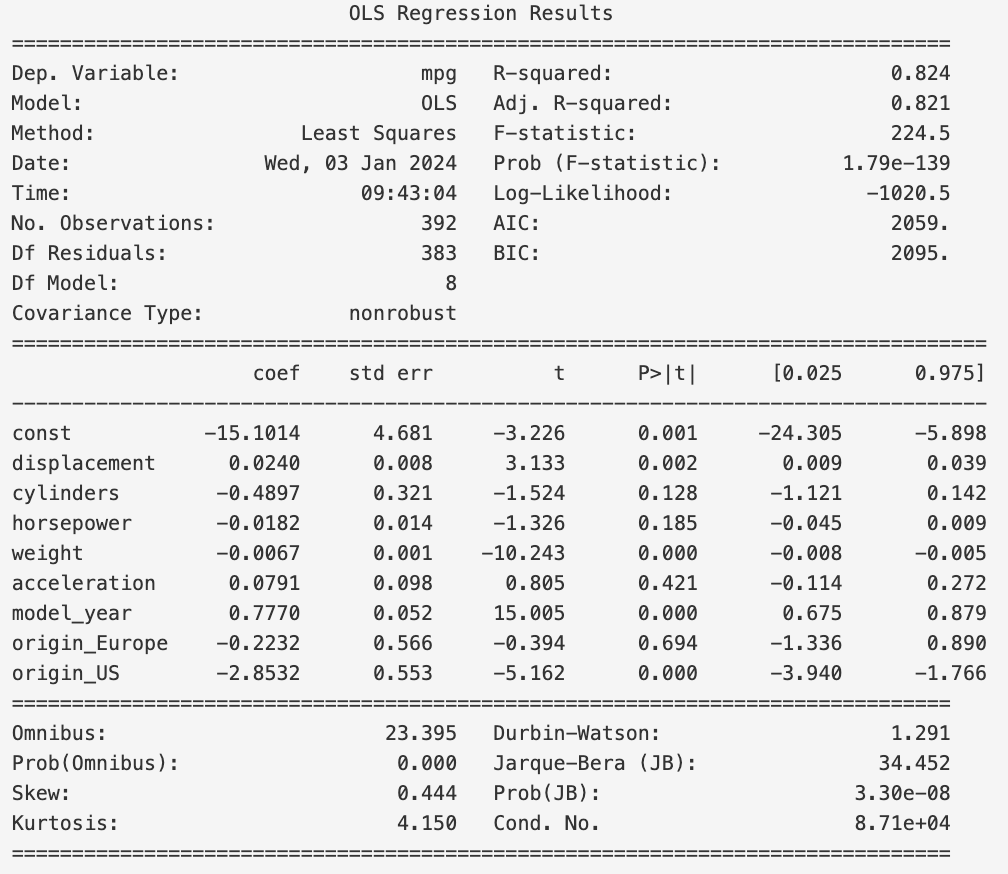 OLS Regression Results
==============================================================================
Dep. Variable:                    mpg   R-squared:                       0.824
Model:                            OLS   Adj. R-squared:                  0.821
Method:                 Least Squares   F-statistic:                     224.5
Date:                Wed, 03 Jan 2024   Prob (F-statistic):          1.79e-139
Time:                        09:43:04   Log-Likelihood:                -1020.5
No. Observations:                 392   AIC:                             2059.
Df Residuals:                     383   BIC:                             2095.
Df Model:                           8
Covariance Type:            nonrobust
=================================================================================
                    coef    std err          t      P>|t|      [0.025      0.975]
---------------------------------------------------------------------------------
const           -15.1014      4.681     -3.226      0.001     -24.305      -5.898
displacement      0.0240      0.008      3.133      0.002       0.009       0.039
cylinders        -0.4897      0.321     -1.524      0.128      -1.121       0.142
horsepower       -0.0182      0.014     -1.326      0.185      -0.045       0.009
weight           -0.0067      0.001    -10.243      0.000      -0.008      -0.005
acceleration      0.0791      0.098      0.805      0.421      -0.114       0.272
model_year        0.7770      0.052     15.005      0.000       0.675       0.879
origin_Europe    -0.2232      0.566     -0.394      0.694      -1.336       0.890
origin_US        -2.8532      0.553     -5.162      0.000      -3.940      -1.766
==============================================================================
Omnibus:                       23.395   Durbin-Watson:                   1.291
Prob(Omnibus):                  0.000   Jarque-Bera (JB):               34.452
Skew:                           0.444   Prob(JB):                     3.30e-08
Kurtosis:                       4.150   Cond. No.                     8.71e+04
==============================================================================